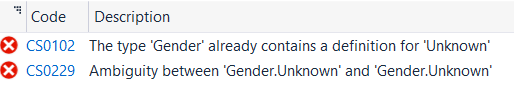 Code Description
CS0102 The type 'Gender' already contains a definition for 'Unknown'
CS0229 Ambiguity between 'Gender.Unknown' and 'Gender.Unknown'